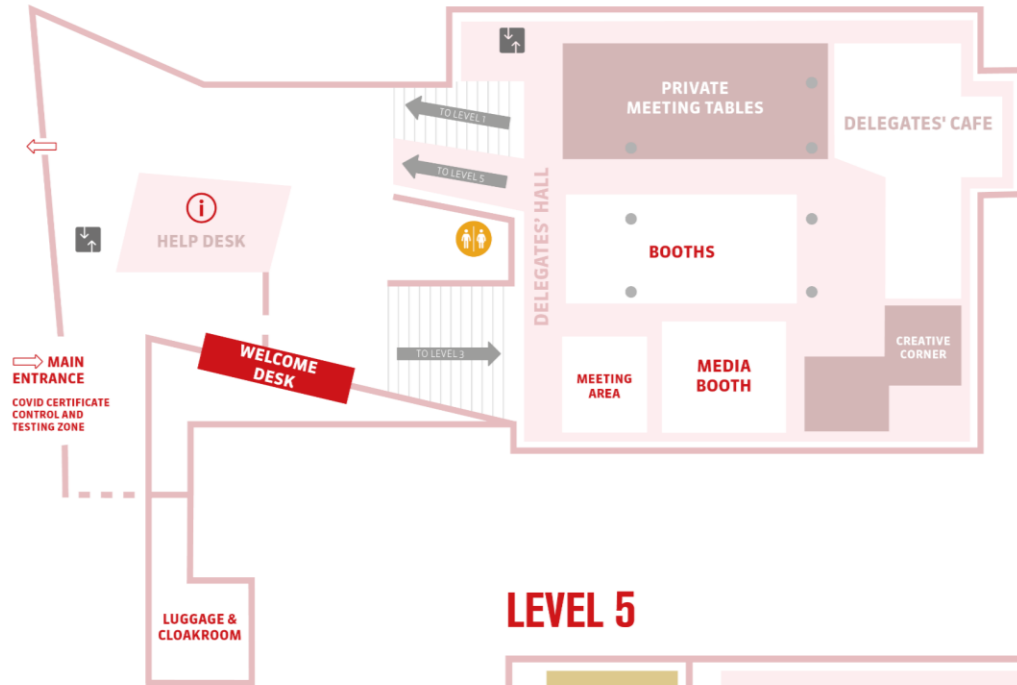 PRIVATE
MEETING TABLES
DELEGATES' CAFE
TO LEVEL 1
TO LEVEL 5
DELEGATES' HALL
i
HELP DESK
BOOTHS
WELCOME
DESK
TO LEVEL 3
MAIN
ENTRANCE
COVID CERTIFICATE
CONTROL AND
TESTING ZONE
MEETING
AREA
MEDIA
BOOTH
CREATIVE
CORNER
LUGGAGE &
CLOAKROOM
LEVEL 5